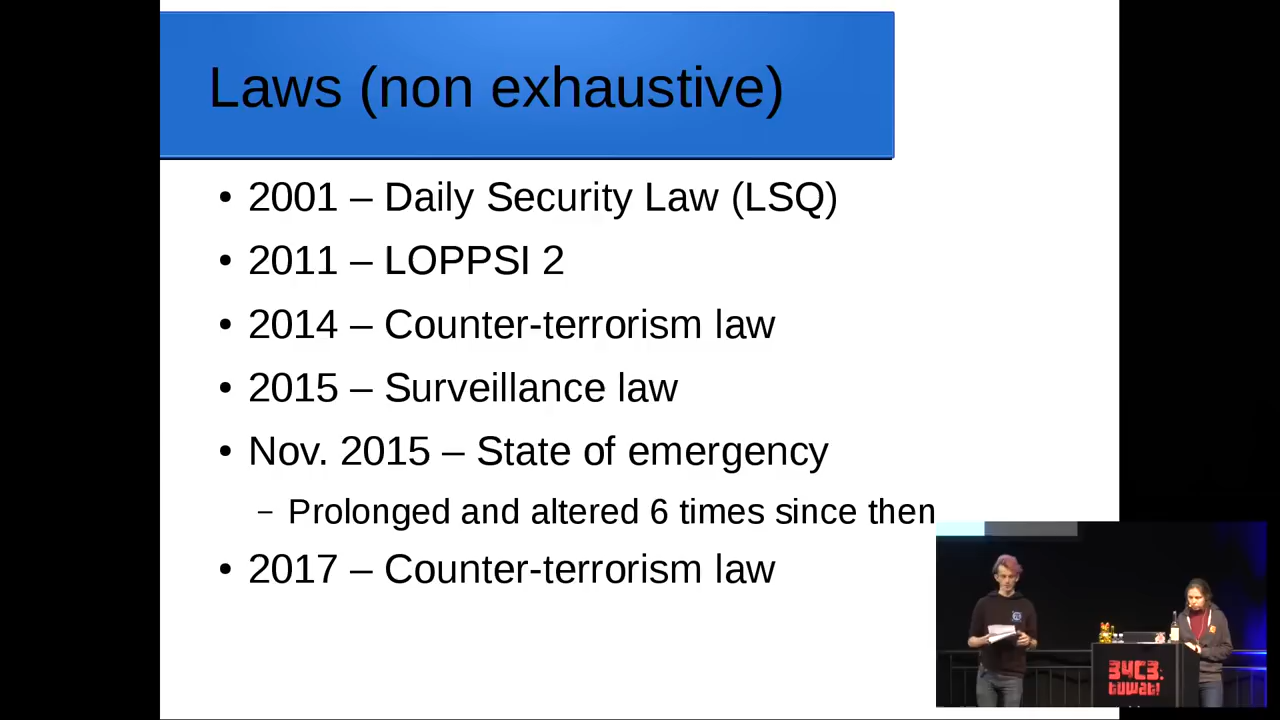 Laws (non exhaustive)
• 2001 – Daily Security Law (LSQ)
• 2011 – LOPPSI 2
• 2014 – Counter-terrorism law
• 2015 – Surveillance law
• Nov. 2015 – State of emergency
– Prolonged and altered 6 times since then
• 2017 – Counter-terrorism law
34C3:
tuwat!